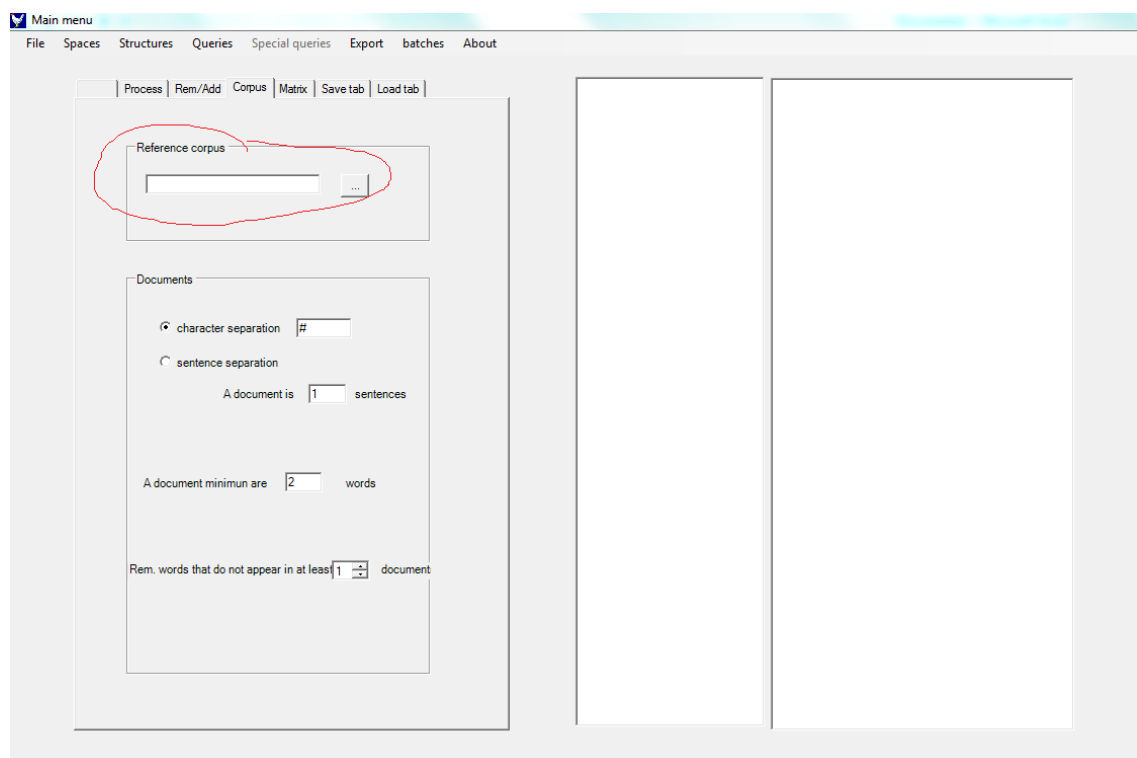 Main menu
File Spaces Structures Queries Special queries Export batches About
Process Rem/Add Corpus Matrix Save tab Load tab
Reference corpus
...
Documents
character separation #
sentence separation
A document is 1 sentences
A document minimun are 2 words
Rem. words that do not appear in at least 1 document